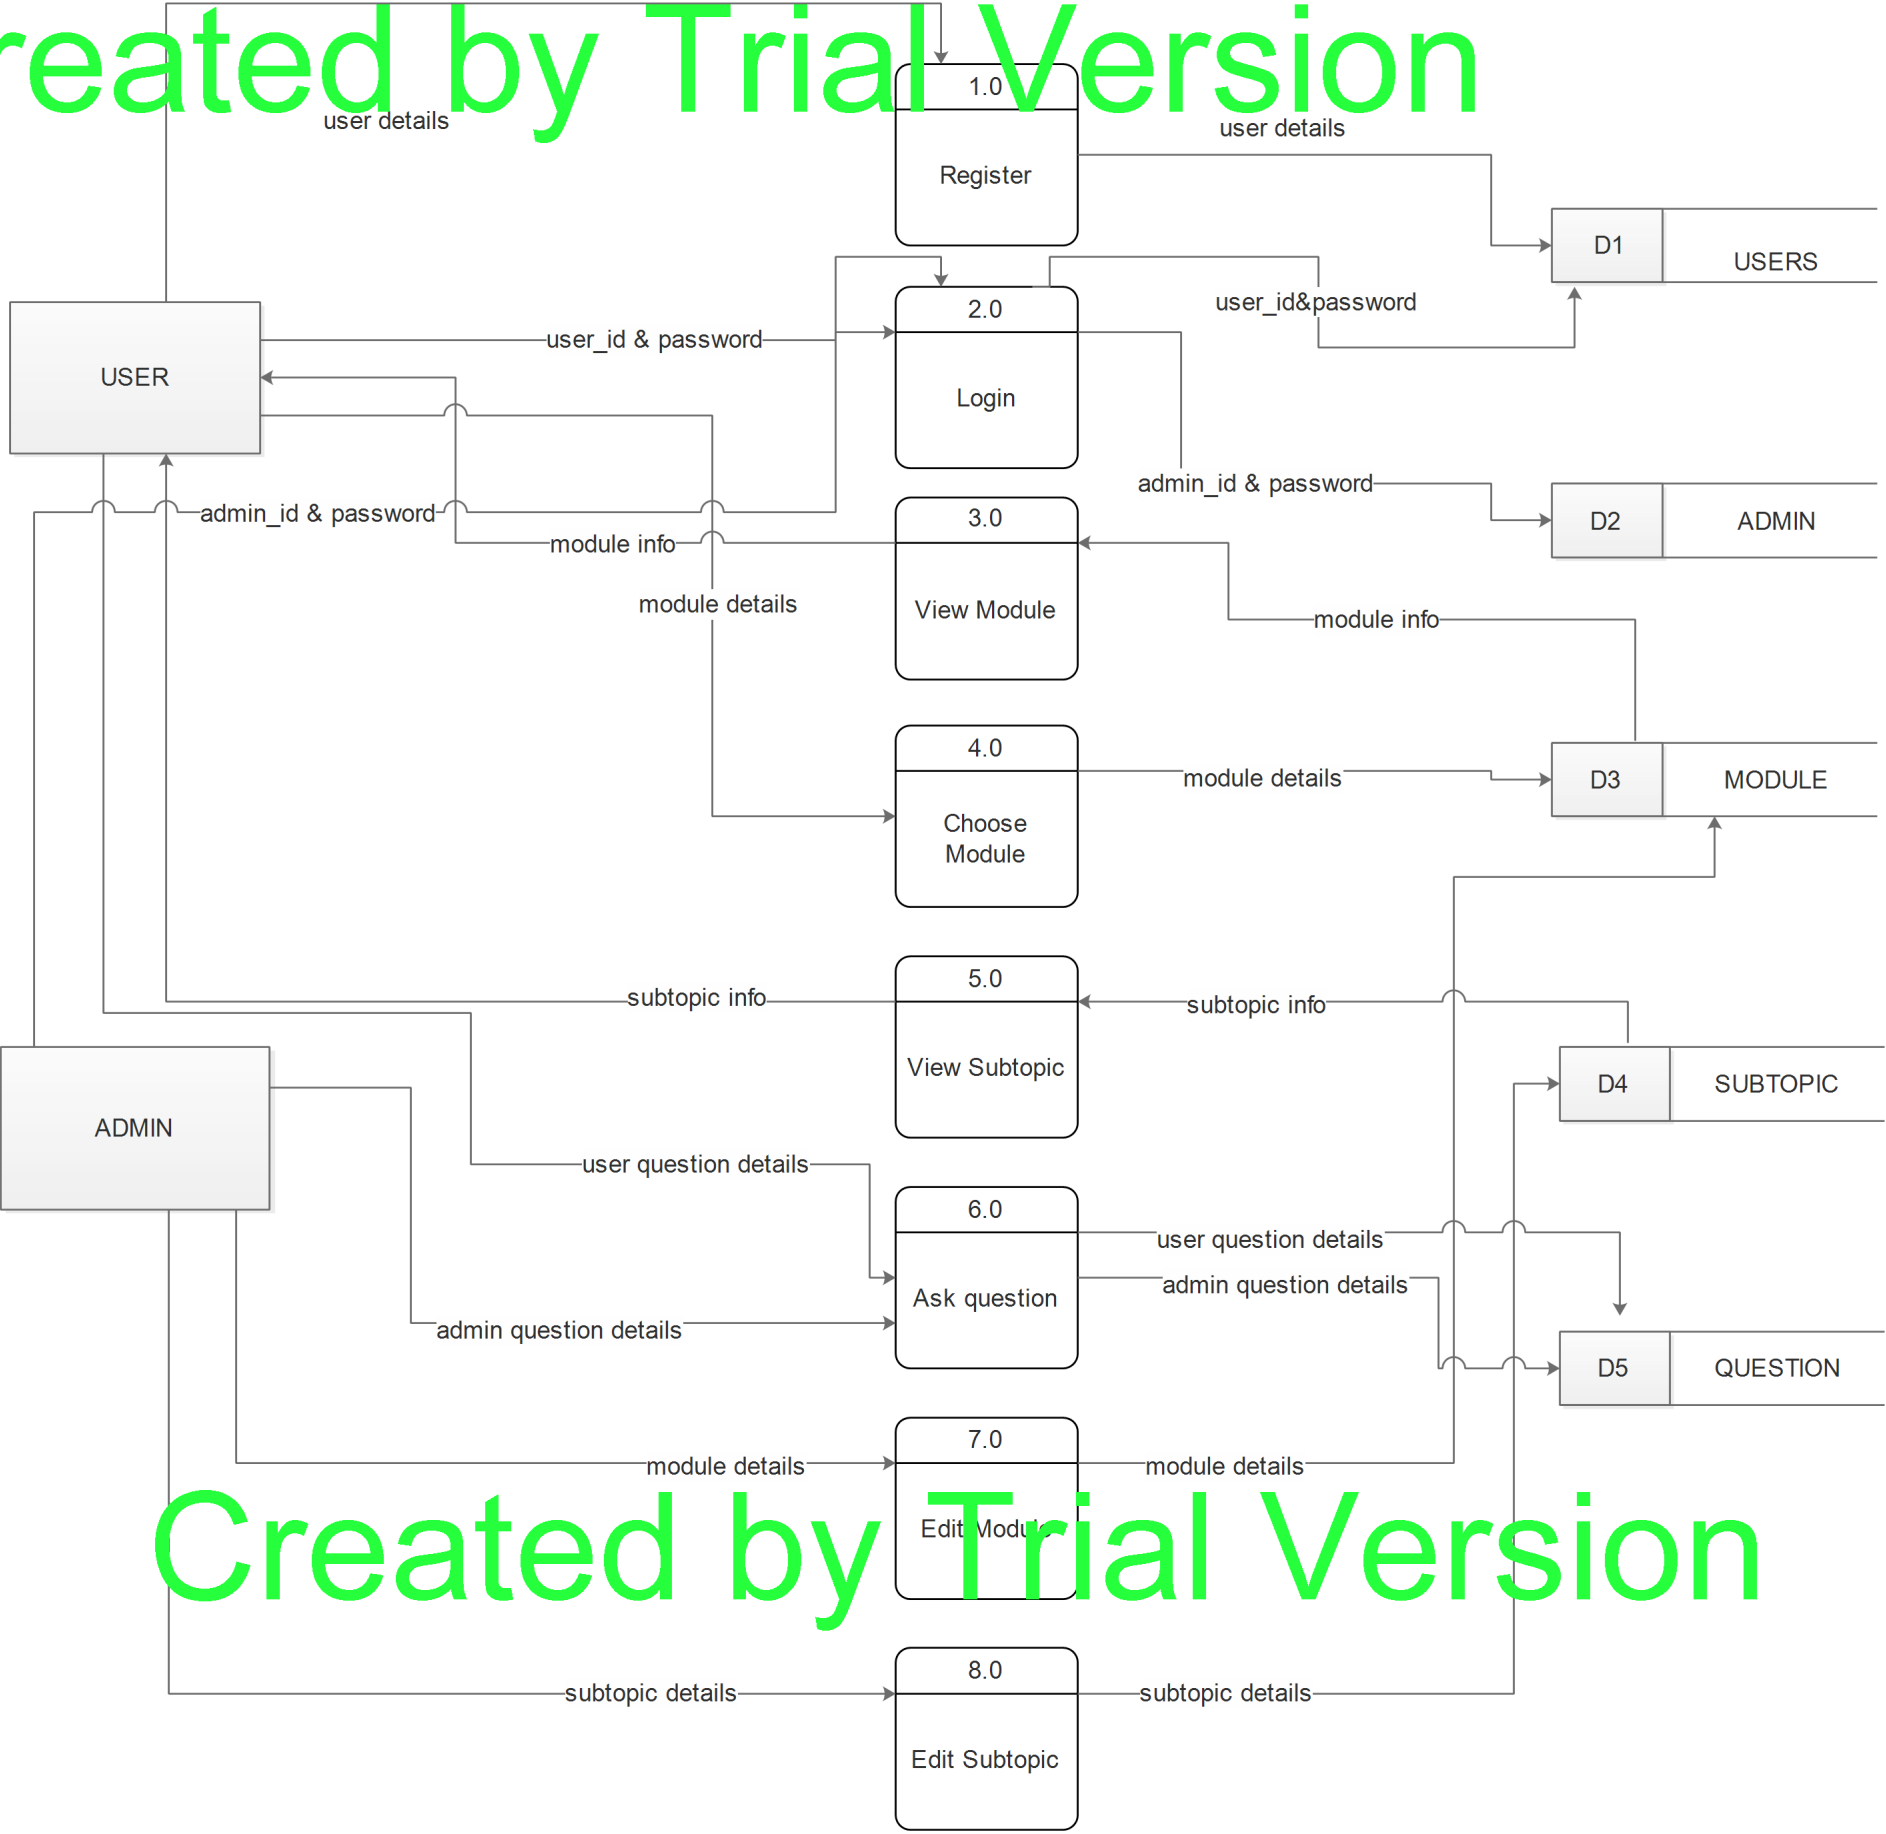 reated by Trial Version
user details
1.0
user details
Register
D1
USERS
2.0
user_id&password
user_id & password
USER
Login
admin_id & password
admin_id & password
3.0
D2
ADMIN
module info
module details
View Module
module info
4.0
module details
D3
MODULE
Choose
Module
5.0
subtopic info
subtopic info
View Subtopic
D4
SUBTOPIC
ADMIN
user question details
6.0
user question details
admin question details
Ask question
admin question details
D5
QUESTION
7.0
module details
module details
Edit Module
Created by Trial Version
8.0
subtopic details
subtopic details
Edit Subtopic